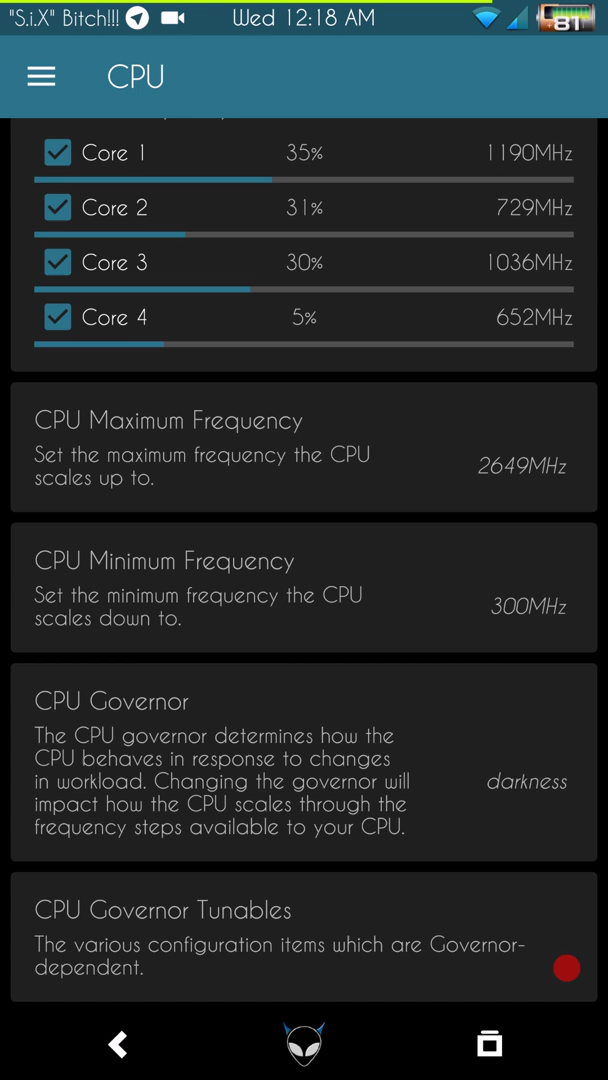 "S.i.X" Bitch!!! Wed 12:18 AM 81
CPU
Core 1 35% 1190MHz
Core 2 31% 729MHz
Core 3 30% 1036MHz
Core 4 5% 652MHz
CPU Maximum Frequency
Set the maximum frequency the CPU
scales up to.
2649MHz
CPU Minimum Frequency
Set the minimum frequency the CPU
scales down to.
300MHz
CPU Governor
The CPU governor determines how the
CPU behaves in response to changes
in workload. Changing the governor will
impact how the CPU scales through the
frequency steps available to your CPU.
darkness
CPU Governor Tunables
The various configuration items which are Governor-
dependent.